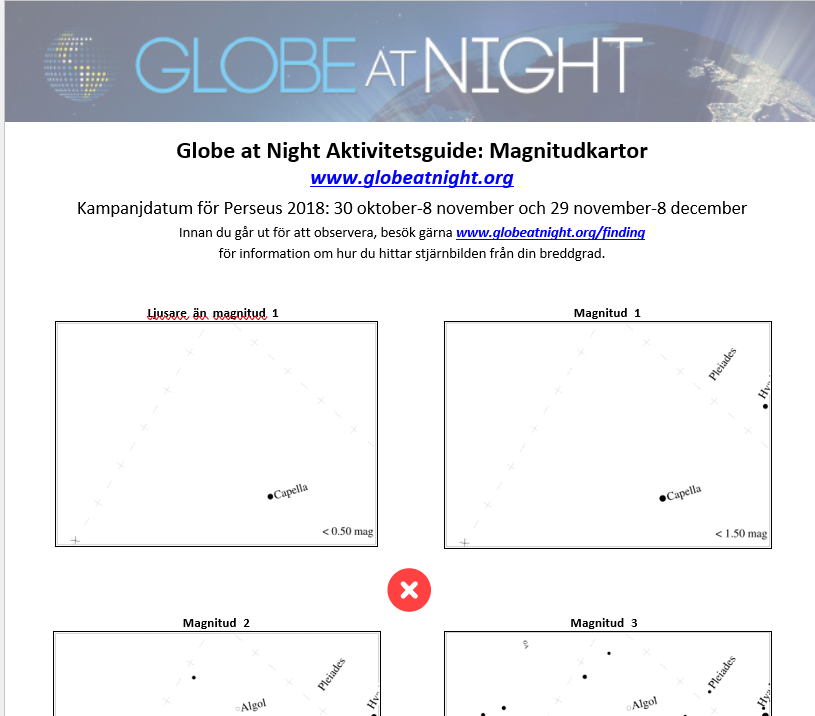 GLOBE AT NIGHT
Globe at Night Aktivitetsguide: Magnitudkartor
www.globeatnight.org
Kampanjdatum för Perseus 2018: 30 oktober-8 november och 29 november-8 december
Innan du går ut för att observera, besök gärna www.globeatnight.org/finding
för information om hur du hittar stjärnbilden från din breddgrad.
Ljusare än magnitud 1
Capella
< 0.50 mag
Magnitud 1
Pleiades
Capella
< 1.50 mag
Magnitud 2
Pleiades
Algol
Magnitud 3
Pleiades
Algol